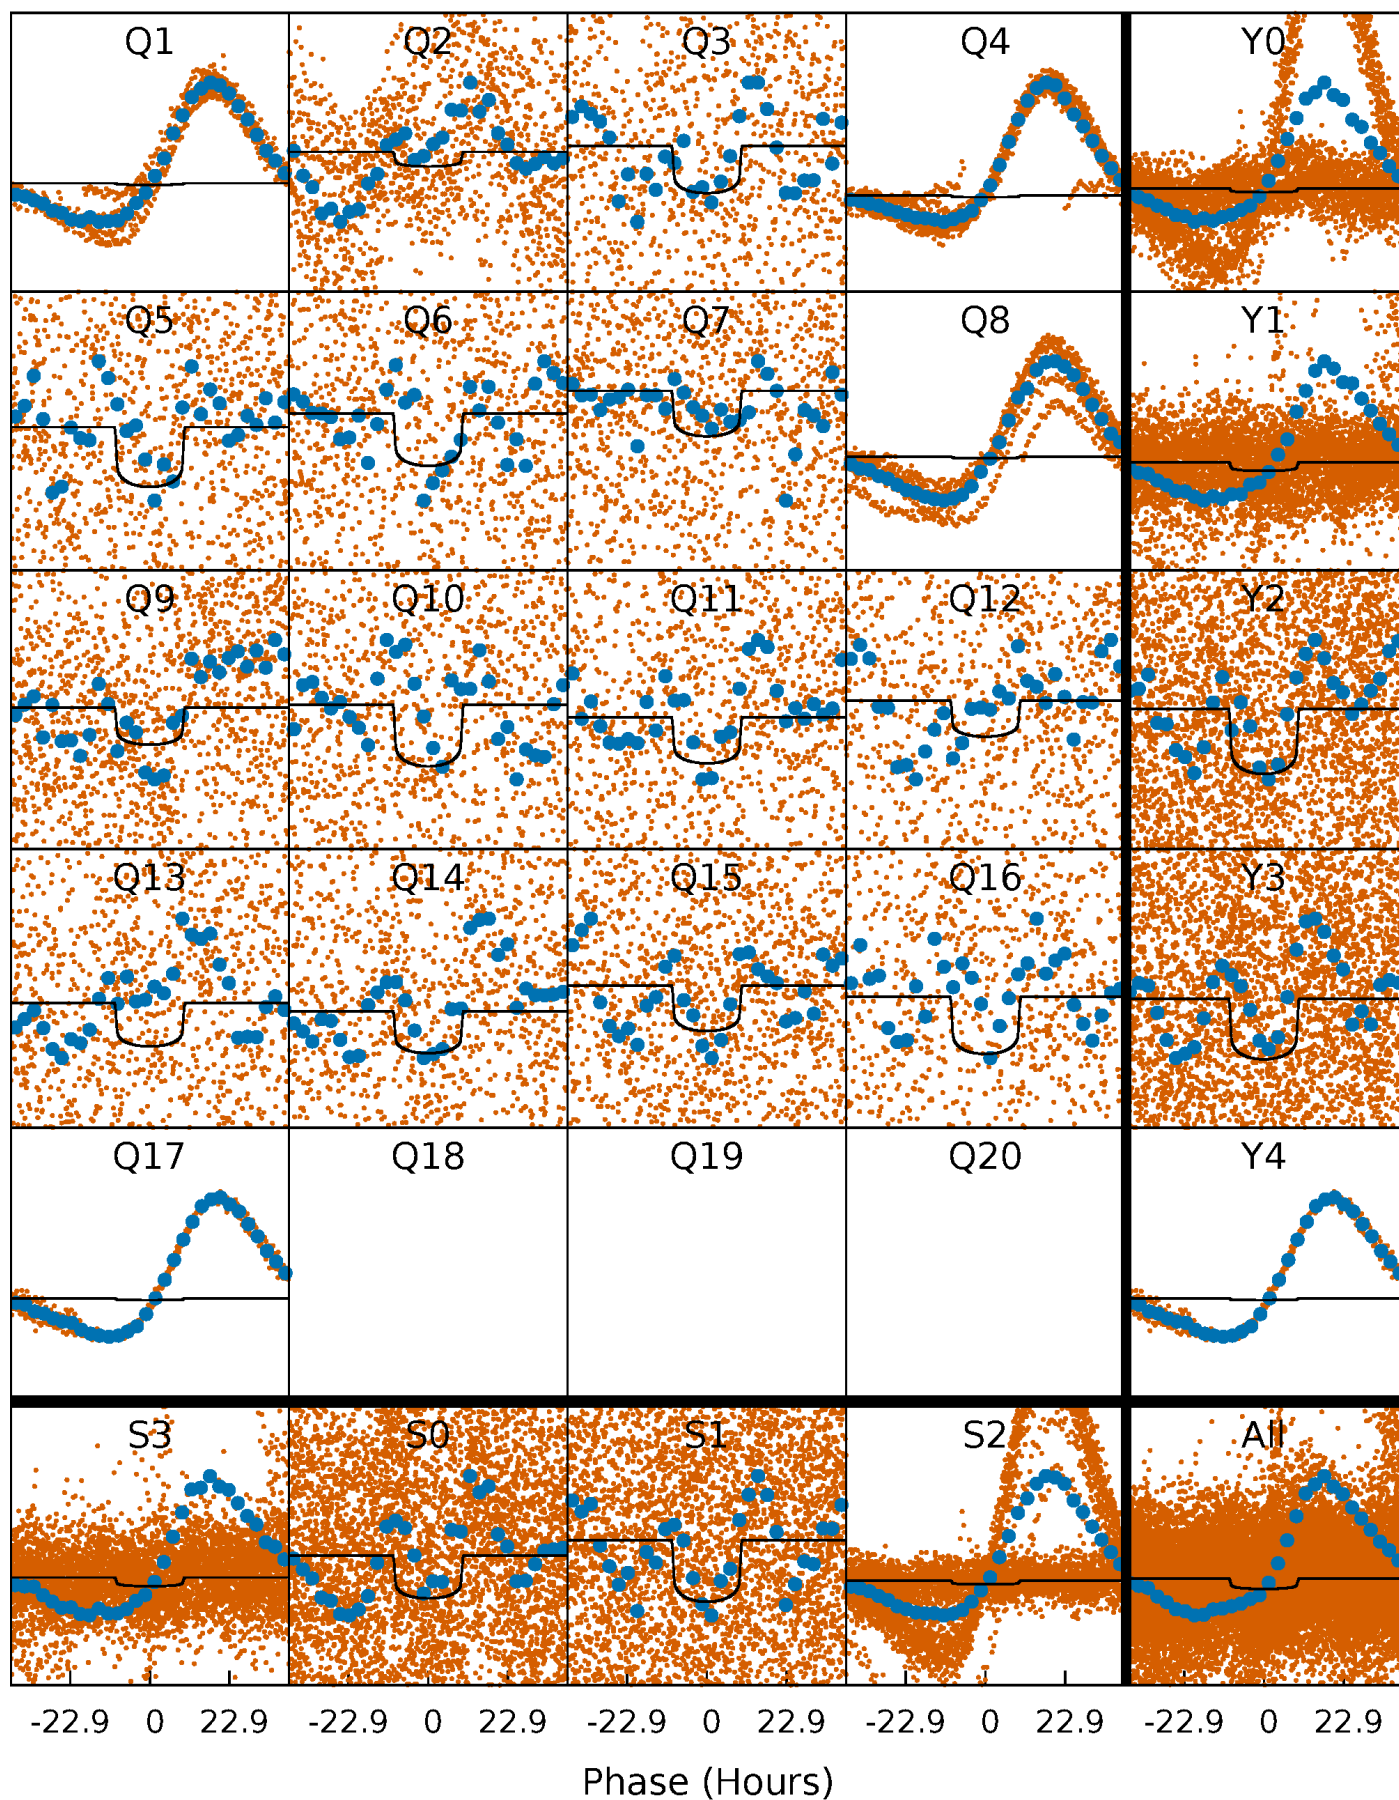 Q1 Q2 Q3 Q4 Y0
Q5 Q6 Q7 Q8 Y1
Q9 Q10 Q11 Q12 Y2
Q13 Q14 Q15 Q16 Y3
Q17 Q18 Q19 Q20 Y4
S3 S0 S1 S2 All
-22.9 0 22.9 -22.9 0 22.9 -22.9 0 22.9 -22.9 0 22.9 -22.9 0 22.9
Phase (Hours)